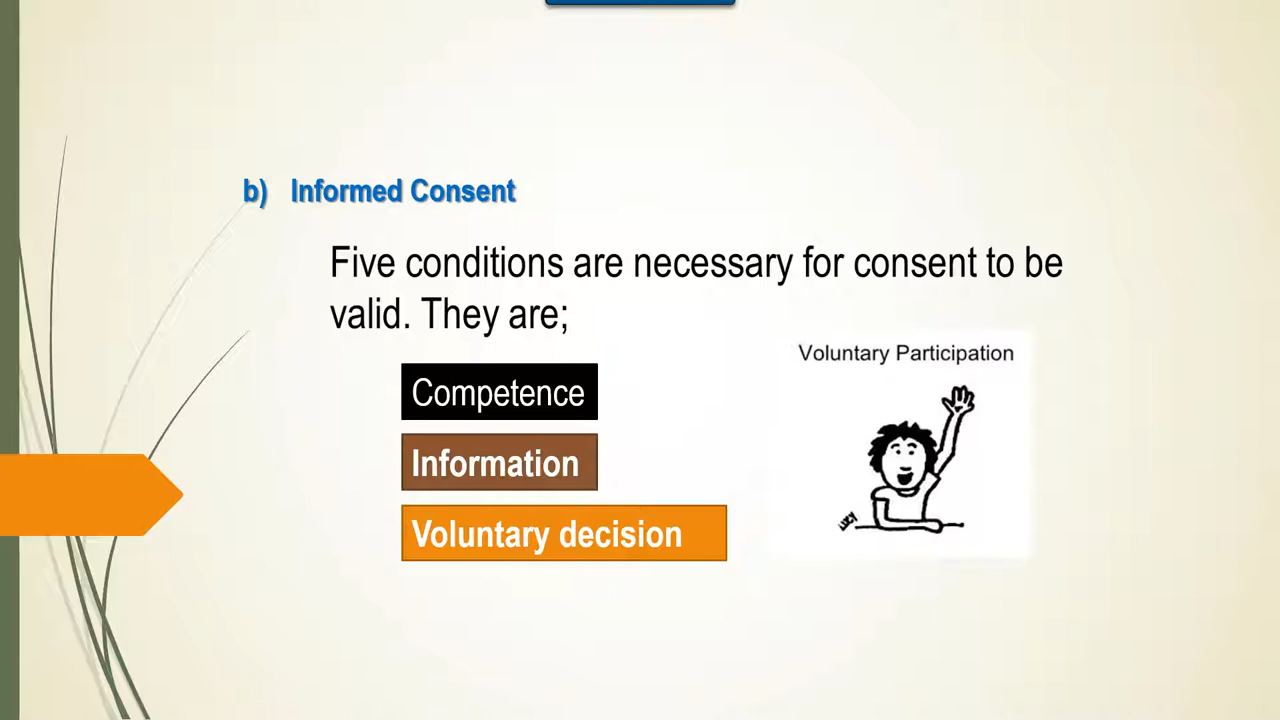 b) Informed Consent
Five conditions are necessary for consent to be
valid. They are;
Voluntary Participation
Competence
Information
Voluntary decision